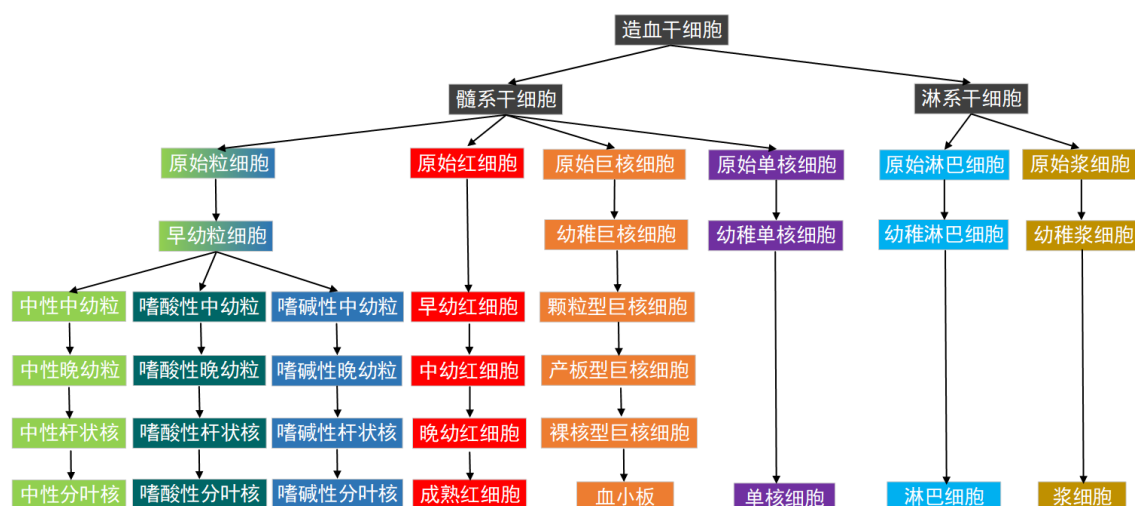 造血干细胞
髓系干细胞
淋系干细胞
原始粒细胞
原始红细胞
原始巨核细胞
原始单核细胞
原始淋巴细胞
原始浆细胞
早幼粒细胞
幼稚巨核细胞
幼稚单核细胞
幼稚淋巴细胞
幼稚浆细胞
中性中幼粒
嗜酸性中幼粒
嗜碱性中幼粒
早幼红细胞
颗粒型巨核细胞
中性晚幼粒
嗜酸性晚幼粒
嗜碱性晚幼粒
中幼红细胞
产板型巨核细胞
中性杆状核
嗜酸性杆状核
嗜碱性杆状核
晚幼红细胞
裸核型巨核细胞
中性分叶核
嗜酸性分叶核
嗜碱性分叶核
成熟红细胞
血小板
单核细胞
淋巴细胞
浆细胞